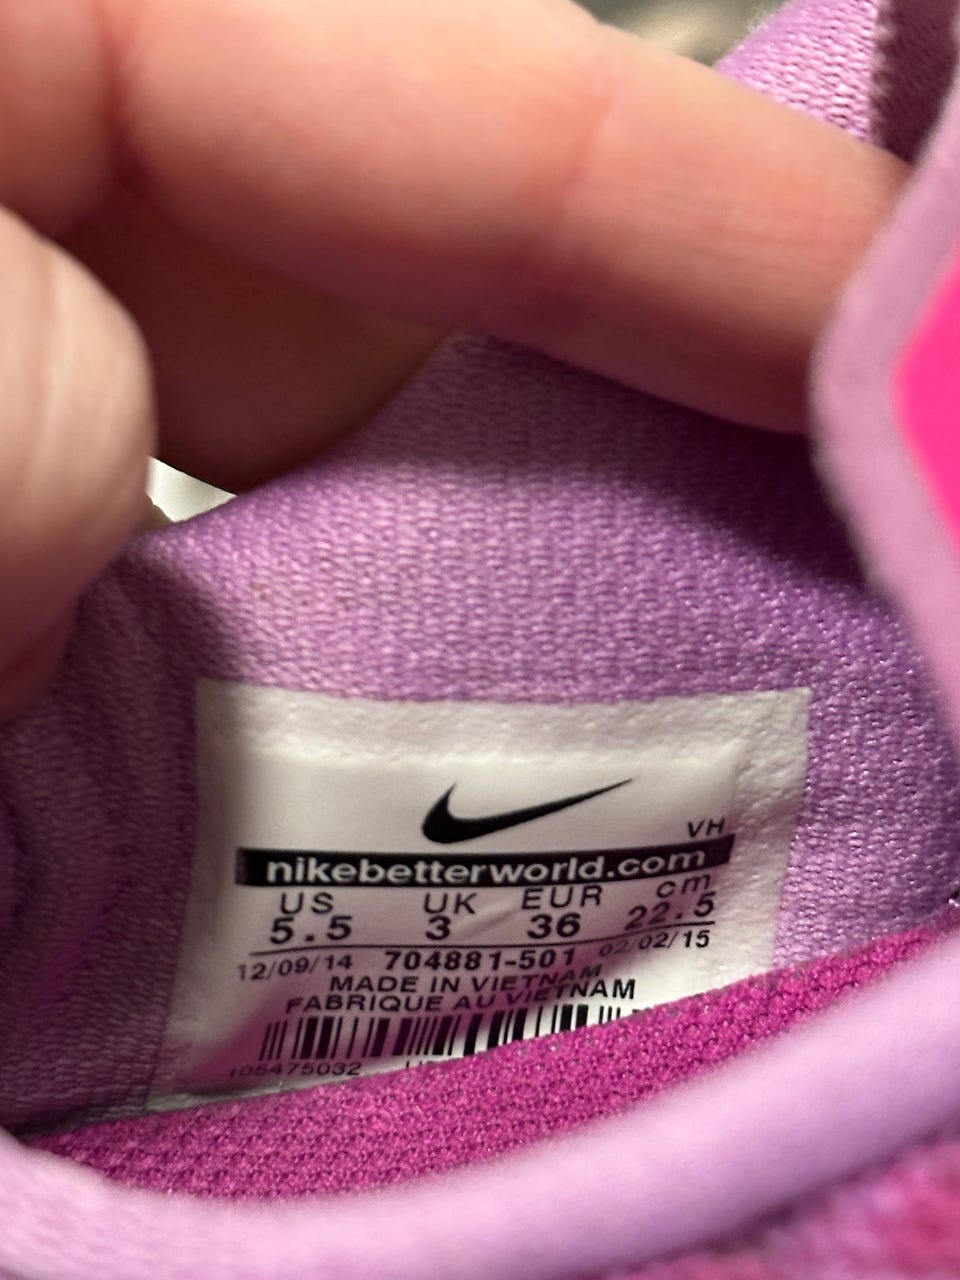 VH
nikebetterworld.com
US UK EUR cm
5.5 3 36 22.5
12/09/14 704881-501 02/02/15
MADE IN VIETNAM
FABRIQUE AU VIETNAM
105475032